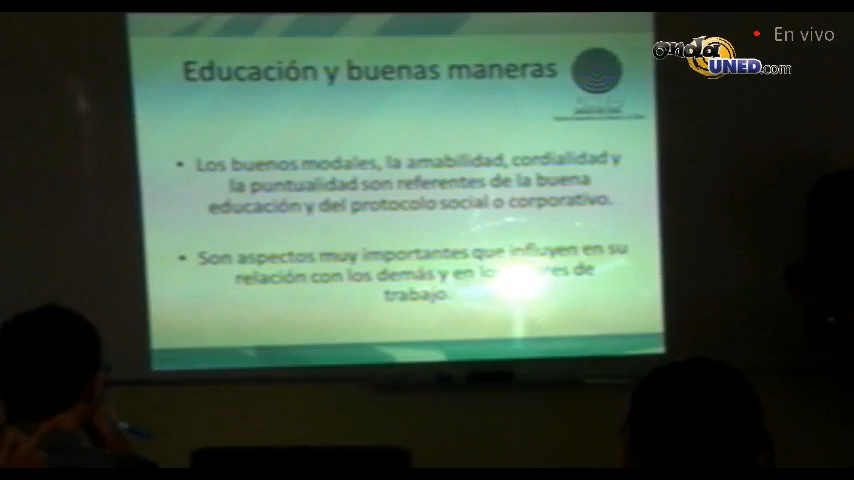 En vivo
onda
UNED.com
Educación y buenas maneras
• Los buenos modales, la amabilidad, cordialidad y
la puntualidad son referentes de la buena
educación y del protocolo social o corporativo.
• Son aspectos muy importantes que influyen en su
relación con los demás y en los de
trabajo.